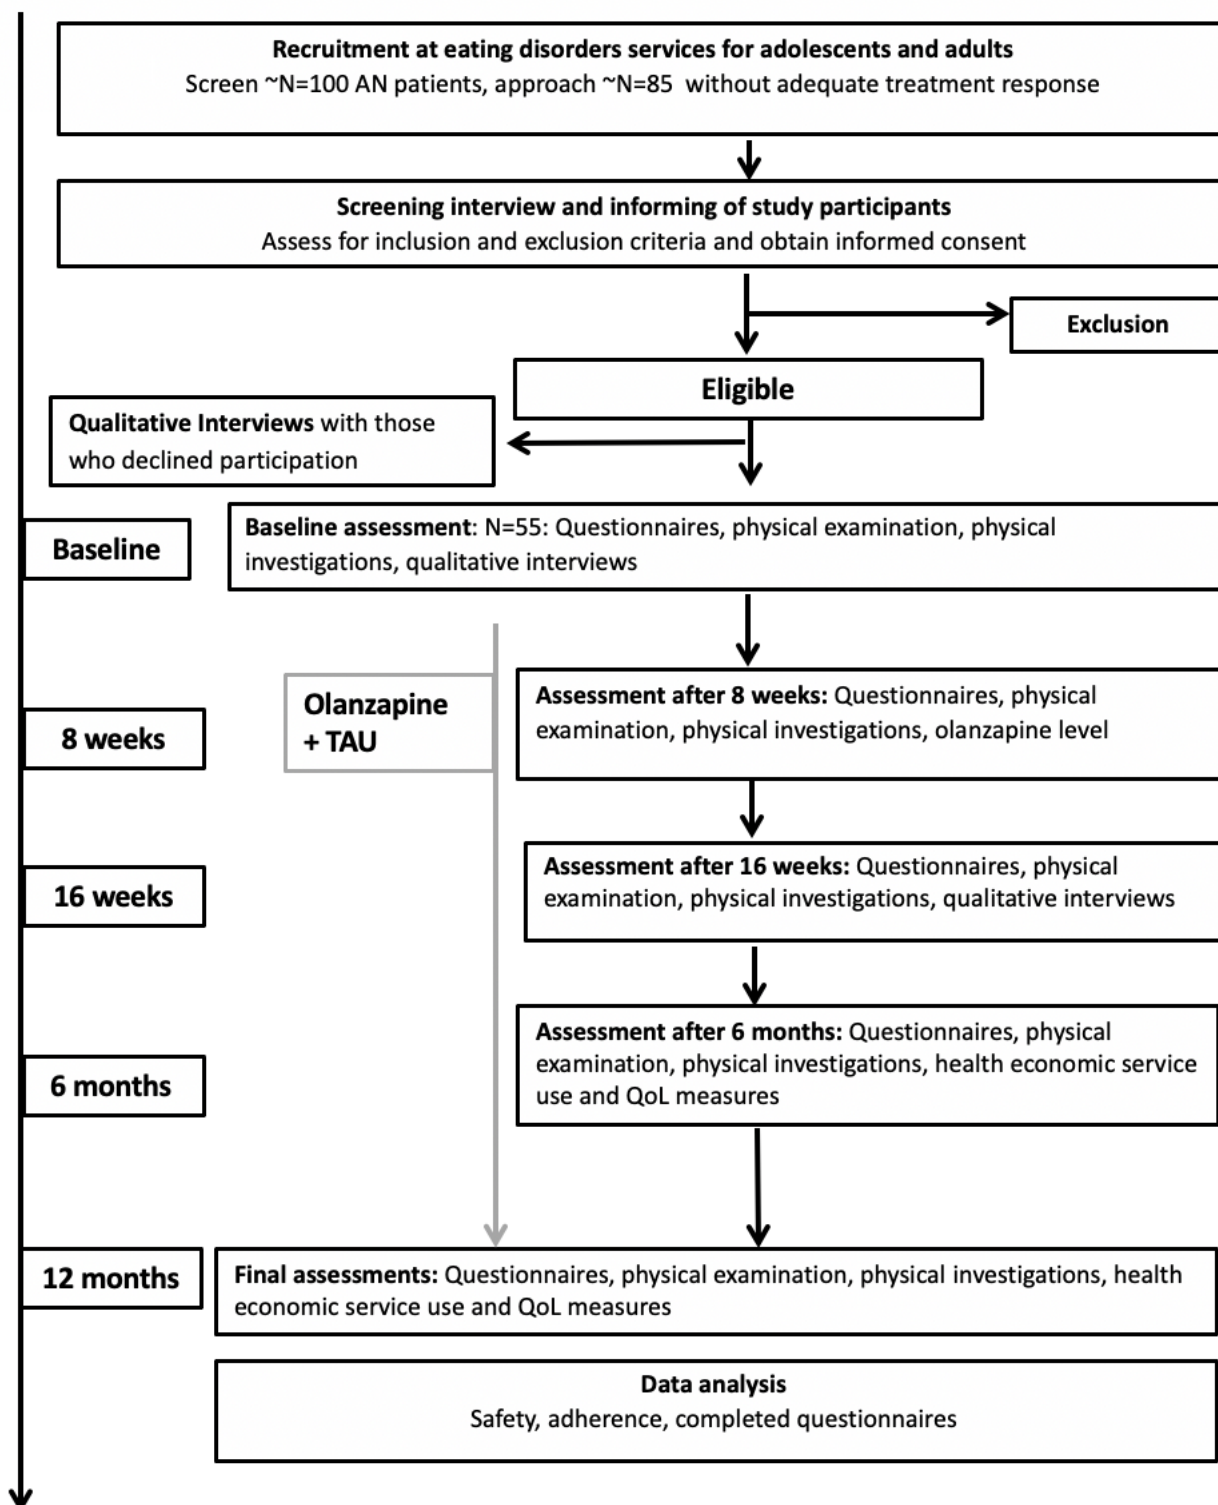 Recruitment at eating disorders services for adolescents and adults
Screen ~N=100 AN patients, approach ~N=85 without adequate treatment response
Screening interview and informing of study participants
Assess for inclusion and exclusion criteria and obtain informed consent
Exclusion
Eligible
Qualitative Interviews with those
who declined participation
Baseline
Baseline assessment: N=55: Questionnaires, physical examination, physical
investigations, qualitative interviews
Olanzapine
+ TAU
8 weeks
Assessment after 8 weeks: Questionnaires, physical
examination, physical investigations, olanzapine level
16 weeks
Assessment after 16 weeks: Questionnaires, physical
examination, physical investigations, qualitative interviews
6 months
Assessment after 6 months: Questionnaires, physical
examination, physical investigations, health economic service
use and QoL measures
12 months
Final assessments: Questionnaires, physical examination, physical investigations, health
economic service use and QoL measures
Data analysis
Safety, adherence, completed questionnaires